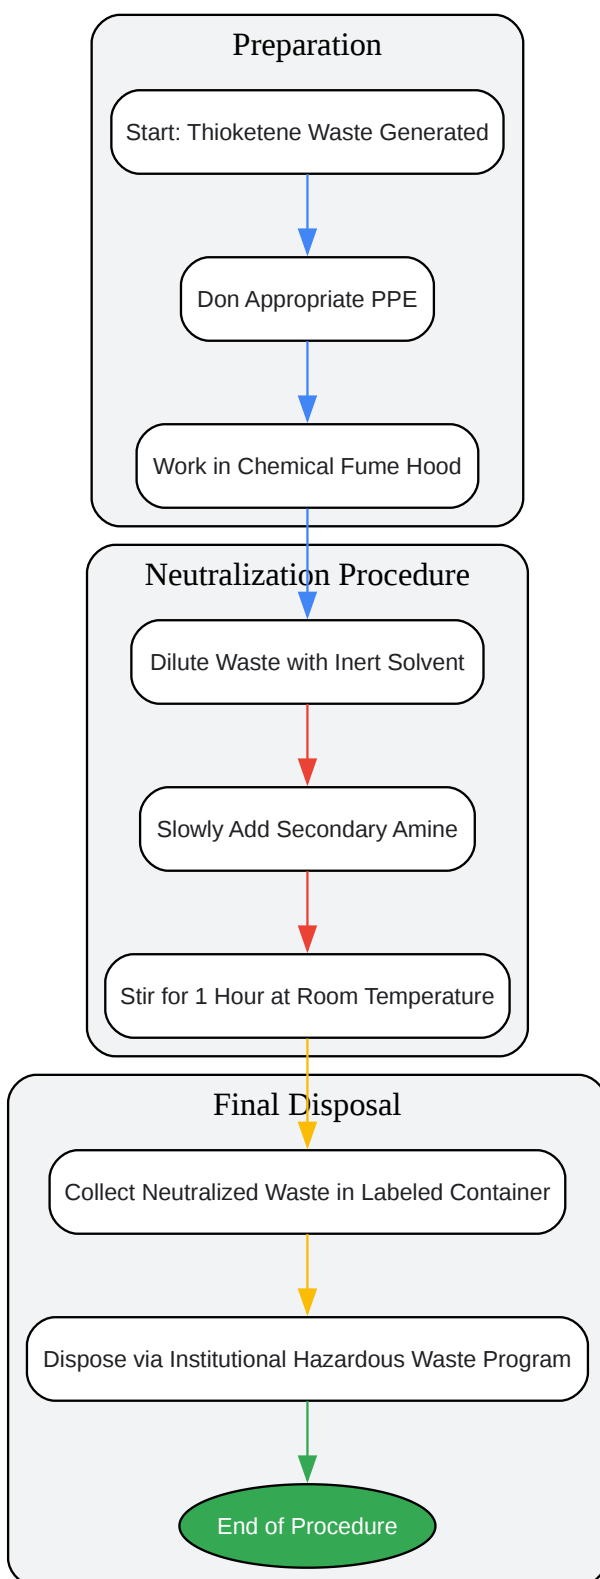 Preparation
Start: Thioketene Waste Generated
Don Appropriate PPE
Work in Chemical Fume Hood
Neutralization Procedure
Dilute Waste with Inert Solvent
Slowly Add Secondary Amine
Stir for 1 Hour at Room Temperature
Final Disposal
Collect Neutralized Waste in Labeled Container
Dispose via Institutional Hazardous Waste Program
End of Procedure